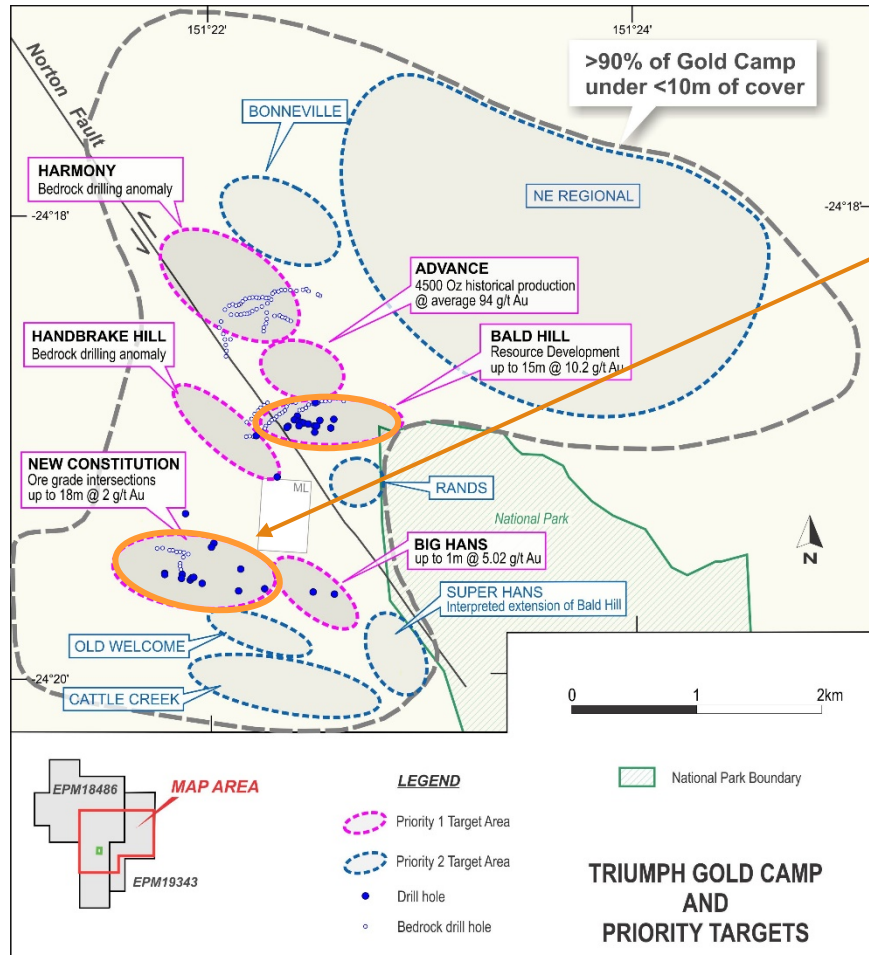 151°22'
151°24'
Norton Fault
>90% of Gold Camp
under <10m of cover
BONNEVILLE
HARMONY
Bedrock drilling anomaly
NE REGIONAL
-24°18'
-24°18'
ADVANCE
4500 Oz historical production
@ average 94 g/t Au
HANDBRAKE HILL
Bedrock drilling anomaly
BALD HILL
Resource Development
up to 15m @ 10.2 g/t Au
NEW CONSTITUTION
Ore grade intersections
up to 18m @ 2 g/t Au
ML
RANDS
National Park
N
BIG HANS
up to 1m @ 5.02 g/t Au
SUPER HANS
Interpreted extension of Bald Hill
OLD WELCOME
-24°20'
CATTLE CREEK
0 1 2km
EPM18486
MAP AREA
EPM19343
LEGEND
Priority 1 Target Area
Priority 2 Target Area
Drill hole
Bedrock drill hole
National Park Boundary
TRIUMPH GOLD CAMP
AND
PRIORITY TARGETS